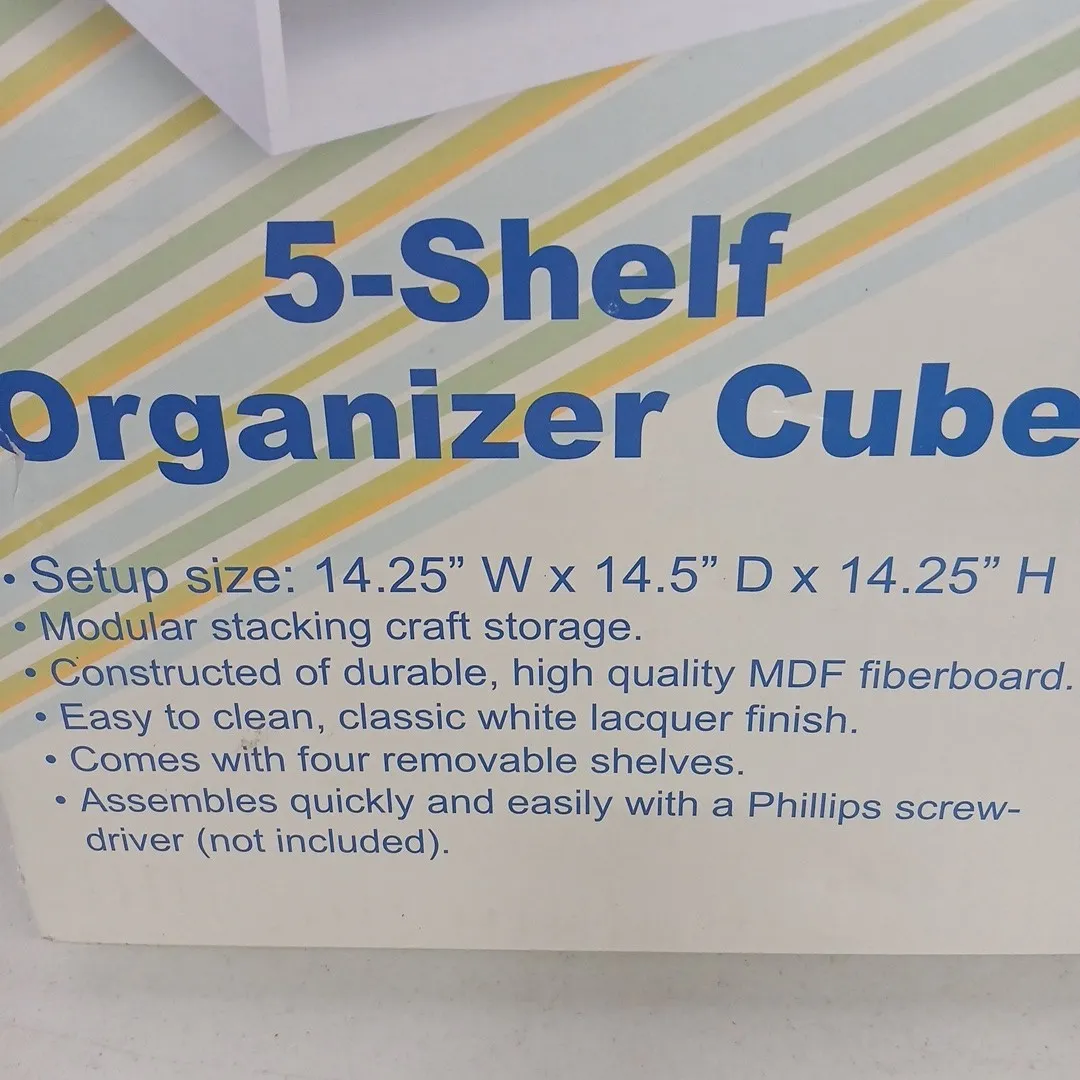 5-Shelf
Organizer Cube
• Setup size: 14.25” W x 14.5” D x 14.25” H
• Modular stacking craft storage.
• Constructed of durable, high quality MDF fiberboard.
• Easy to clean, classic white lacquer finish.
• Comes with four removable shelves.
• Assembles quickly and easily with a Phillips screw-
driver (not included).